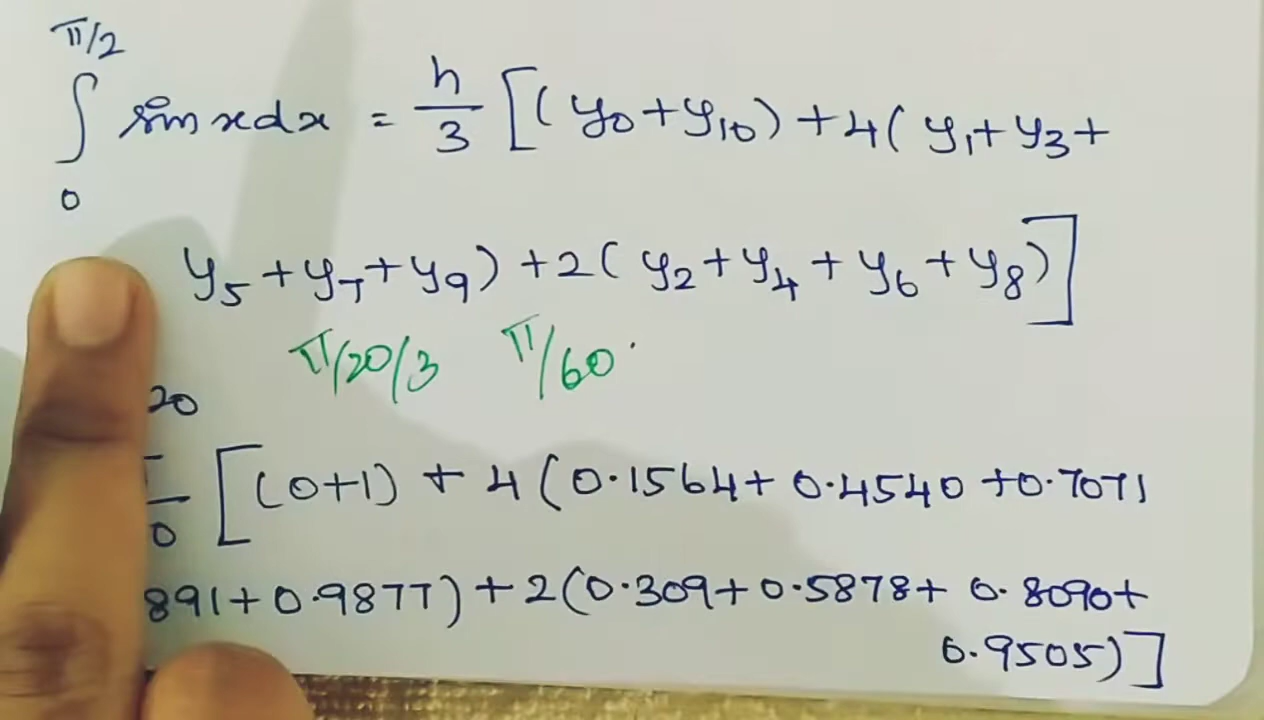 π/2
∫ sin x dx = h/3 [(y₀+y₁₀)+4(y₁+y₃+
0
y₅+y₇+y₉)+2(y₂+y₄+y₆+y₈)]
π/20/3 π/60
20
0 [(0+1)+4(0.1564+0.4540+0.7071
891+0.9877)+2(0.309+0.5878+0.8090+
0.9505)]